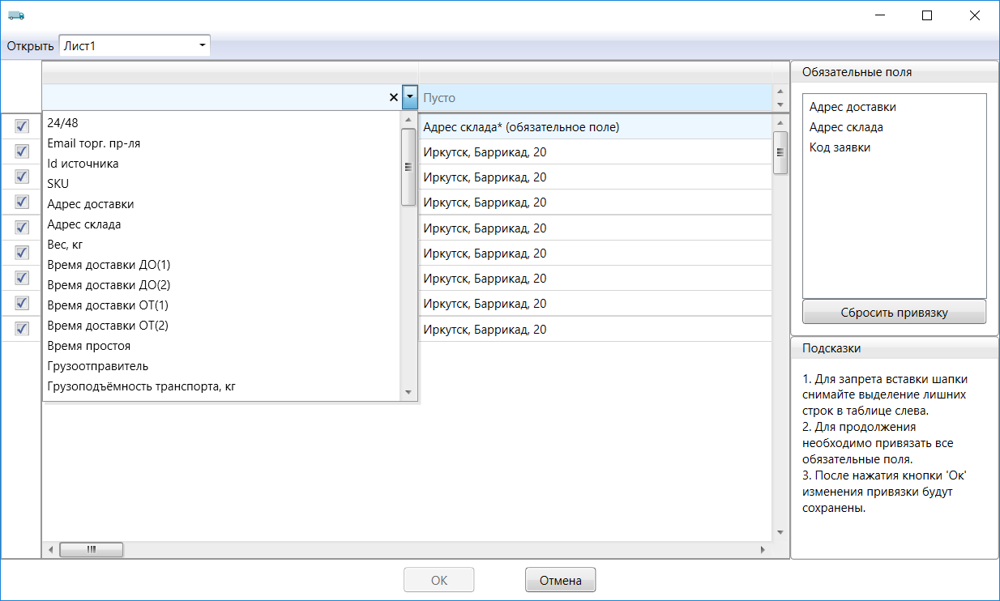 Открыть Лист1
Пусто
24/48
Email торг. пр-ля
Id источника
SKU
Адрес доставки
Адрес склада
Вес, кг
Время доставки ДО(1)
Время доставки ДО(2)
Время доставки ОТ(1)
Время доставки ОТ(2)
Время простоя
Грузоотправитель
Грузоподъёмность транспорта, кг
Адрес склада* (обязательное поле)
Иркутск, Баррикад, 20
Иркутск, Баррикад, 20
Иркутск, Баррикад, 20
Иркутск, Баррикад, 20
Иркутск, Баррикад, 20
Иркутск, Баррикад, 20
Иркутск, Баррикад, 20
Иркутск, Баррикад, 20
Обязательные поля
Адрес доставки
Адрес склада
Код заявки
Сбросить привязку
Подсказки
1. Для запрета вставки шапки
снимайте выделение лишних
строк в таблице слева.
2. Для продолжения
необходимо привязать все
обязательные поля.
3. После нажатия кнопки 'Ок'
изменения привязки будут
сохранены.
ОК
Отмена